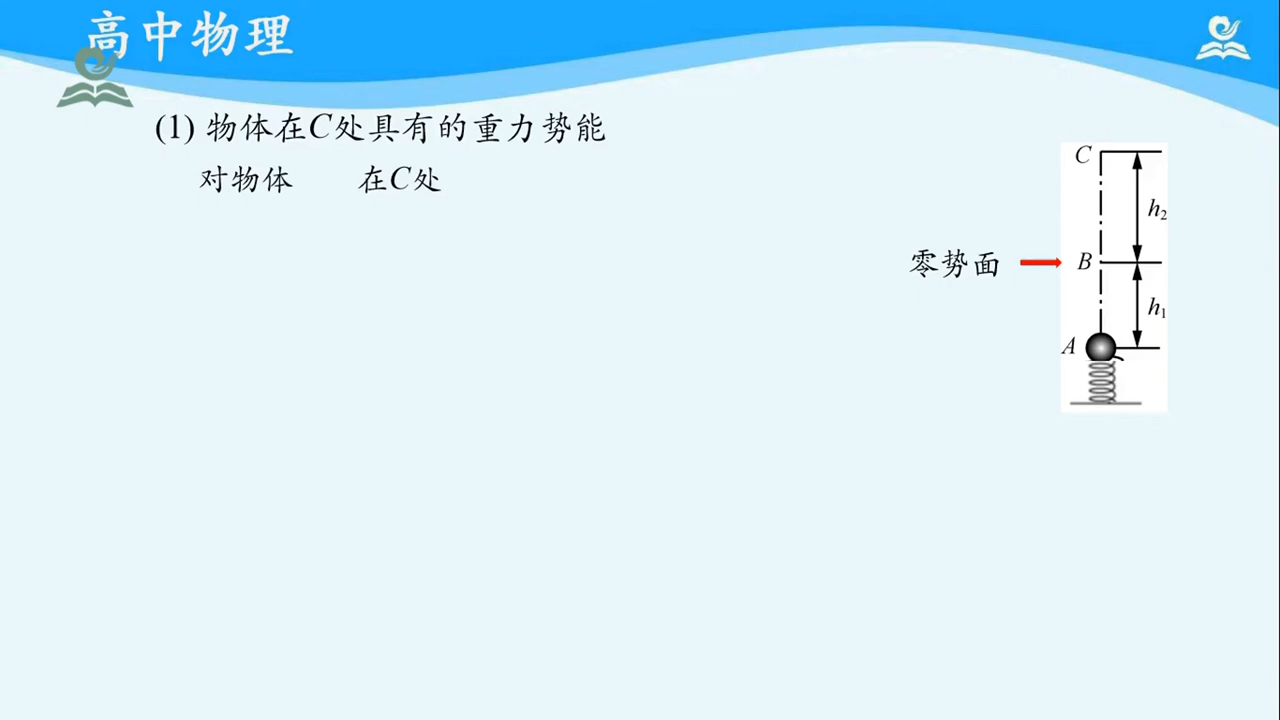 高中物理
(1) 物体在C处具有的重力势能
对物体 在C处
C
h₂
零势面 B
h₁
A